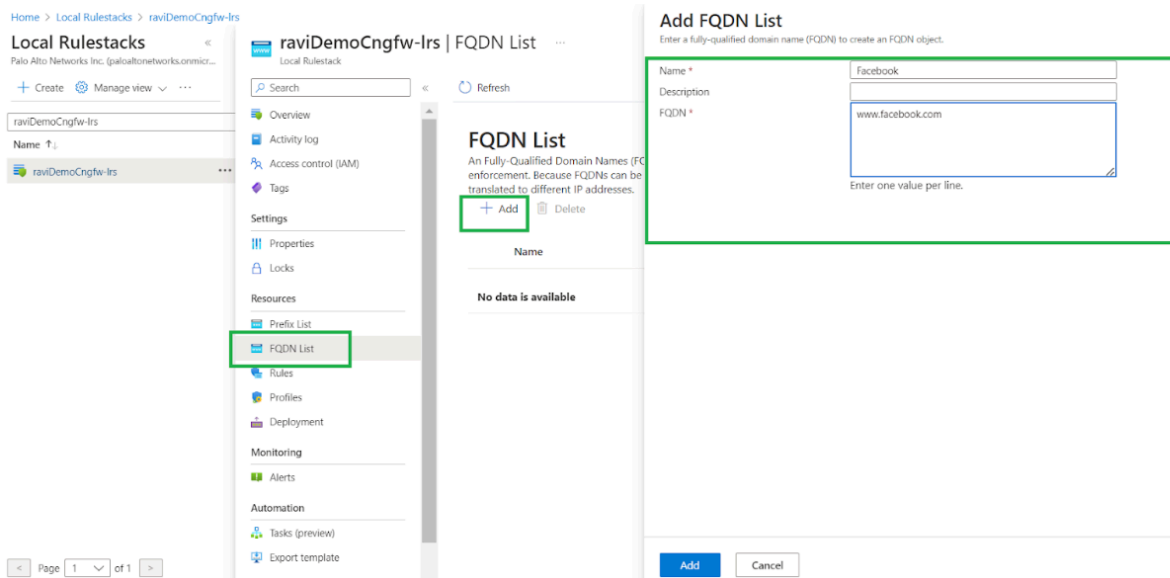 Home > Local Rulestacks > raviDemoCngfw-lrs
Local Rulestacks «
Palo Alto Networks Inc. (paloaltonetworks.onmicr...
+ Create Manage view ···
raviDemoCngfw-lrs
Name ↑↓
raviDemoCngfw-lrs ···
< Page 1 of 1 >
raviDemoCngfw-lrs | FQDN List ···
Local Rulestack
Search «
Overview
Activity log
Access control (IAM)
Tags
Settings
Properties
Locks
Resources
Prefix List
FQDN List
Rules
Profiles
Deployment
Monitoring
Alerts
Automation
Tasks (preview)
Export template
Refresh
FQDN List
An Fully-Qualified Domain Names (FQ
enforcement. Because FQDNs can be
translated to different IP addresses.
+ Add Delete
Name
No data is available
Add FQDN List
Enter a fully-qualified domain name (FQDN) to create an FQDN object.
Name * Facebook
Description
FQDN * www.facebook.com
Enter one value per line.
Add Cancel